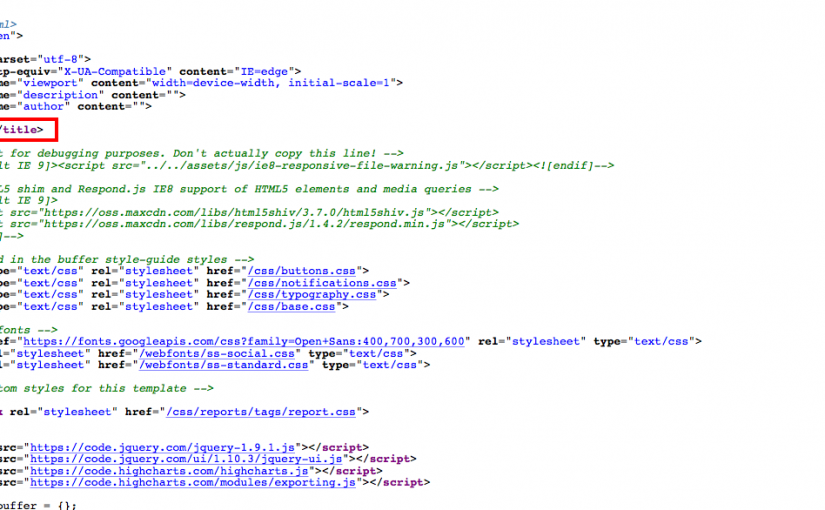 ml>
en">
arset="utf-8">
tp-equiv="X-UA-Compatible" content="IE=edge">
me="viewport" content="width=device-width, initial-scale=1">
me="description" content="">
me="author" content="">
/title>
t for debugging purposes. Don't actually copy this line! -->
lt IE 9]><script src="../../assets/js/ie8-responsive-file-warning.js"></script><![endif]-->
L5 shim and Respond.js IE8 support of HTML5 elements and media queries -->
lt IE 9]>
t src="https://oss.maxcdn.com/libs/html5shiv/3.7.0/html5shiv.js"></script>
t src="https://oss.maxcdn.com/libs/respond.js/1.4.2/respond.min.js"></script>
]-->
d in the buffer style-guide styles -->
pe="text/css" rel="stylesheet" href="/css/buttons.css">
pe="text/css" rel="stylesheet" href="/css/notifications.css">
pe="text/css" rel="stylesheet" href="/css/typography.css">
pe="text/css" rel="stylesheet" href="/css/base.css">
fonts -->
ef="https://fonts.googleapis.com/css?family=Open+Sans:400,700,300,600" rel="stylesheet" type="text/css">
l="stylesheet" href="/webfonts/ss-social.css" type="text/css">
l="stylesheet" href="/webfonts/ss-standard.css" type="text/css">
tom styles for this template -->
k rel="stylesheet" href="/css/reports/tags/report.css">
src="https://code.jquery.com/jquery-1.9.1.js"></script>
src="https://code.jquery.com/ui/1.10.3/jquery-ui.js"></script>
src="https://code.highcharts.com/highcharts.js"></script>
src="https://code.highcharts.com/modules/exporting.js"></script>
buffer = {};